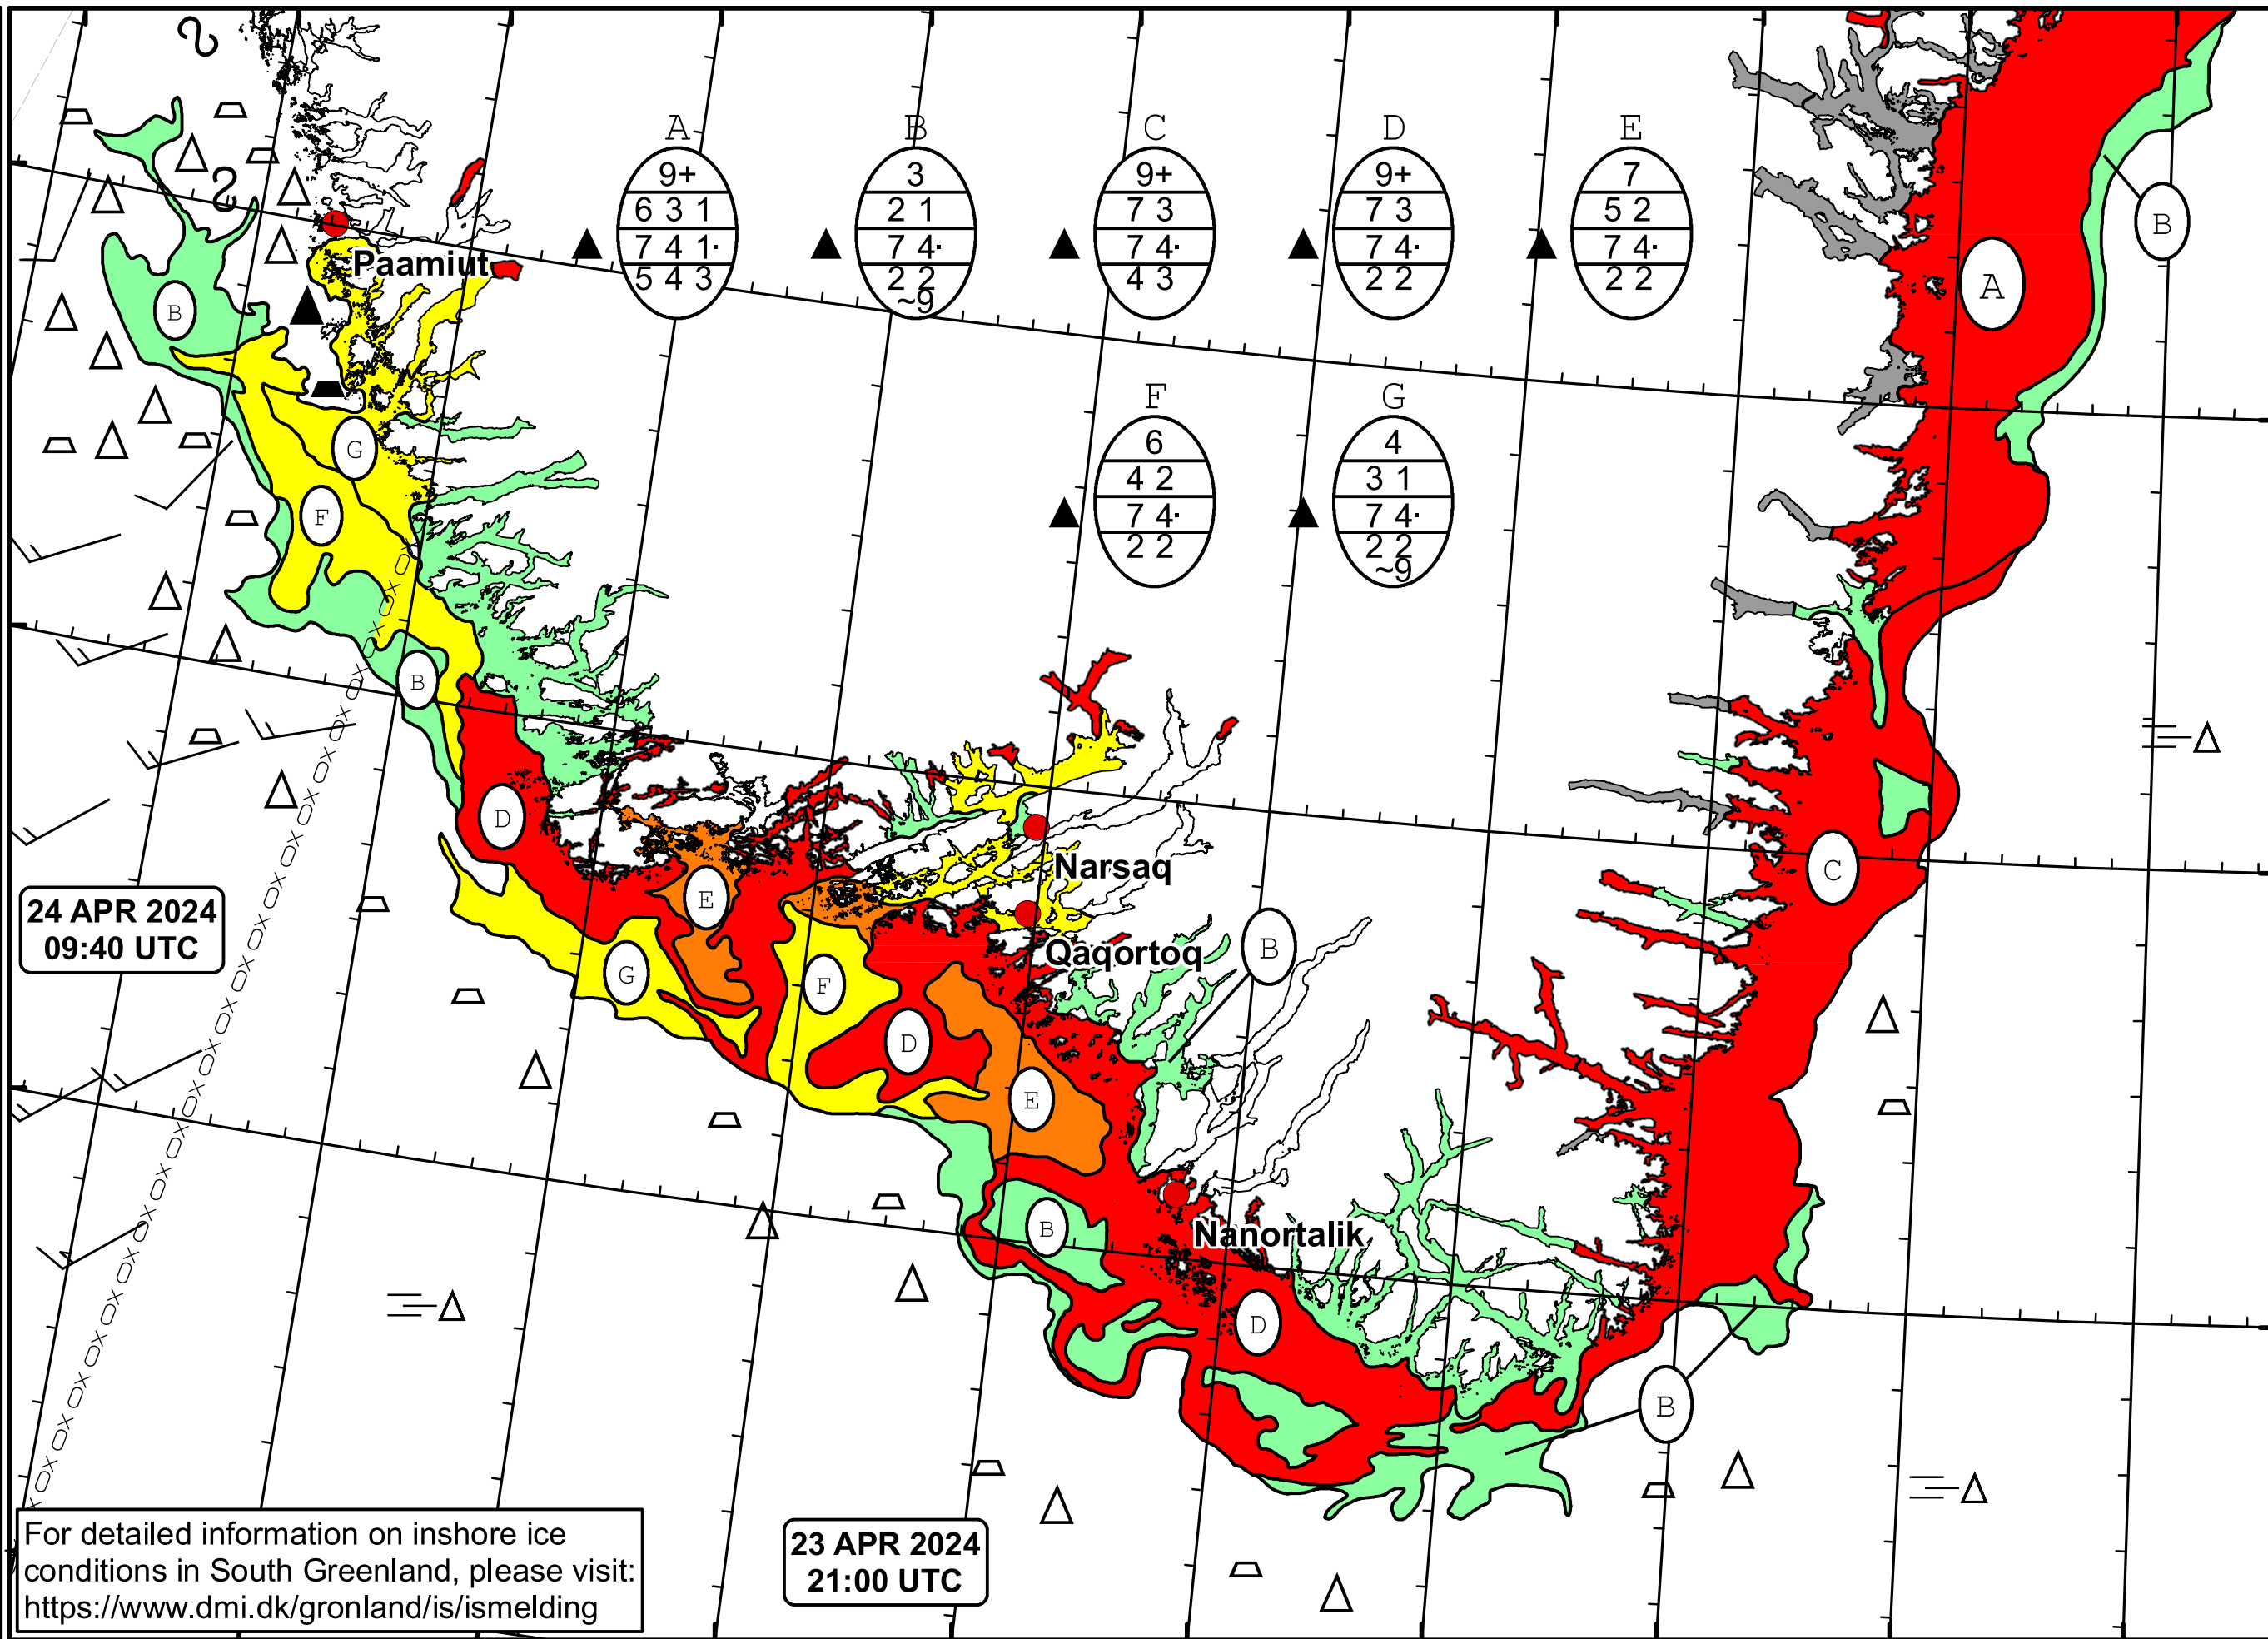 A B C D E
9+ 3 9+ 9+ 7
6 3 1 2 1 7 3 7 3 5 2
7 4 1· 7 4· 7 4· 7 4· 7 4·
5 4 3 2 2 4 3 2 2 2 2
~9
B
Paamiut
A
B
F G
6 4
4 2 3 1
7 4· 7 4·
2 2 2 2
~9
G
F
B
D
Narsaq
C
E
24 APR 2024
09:40 UTC
Qaqortoq
B
G
F
D
E
B
Nanortalik
D
B
For detailed information on inshore ice
conditions in South Greenland, please visit:
https://www.dmi.dk/gronland/is/ismelding
23 APR 2024
21:00 UTC